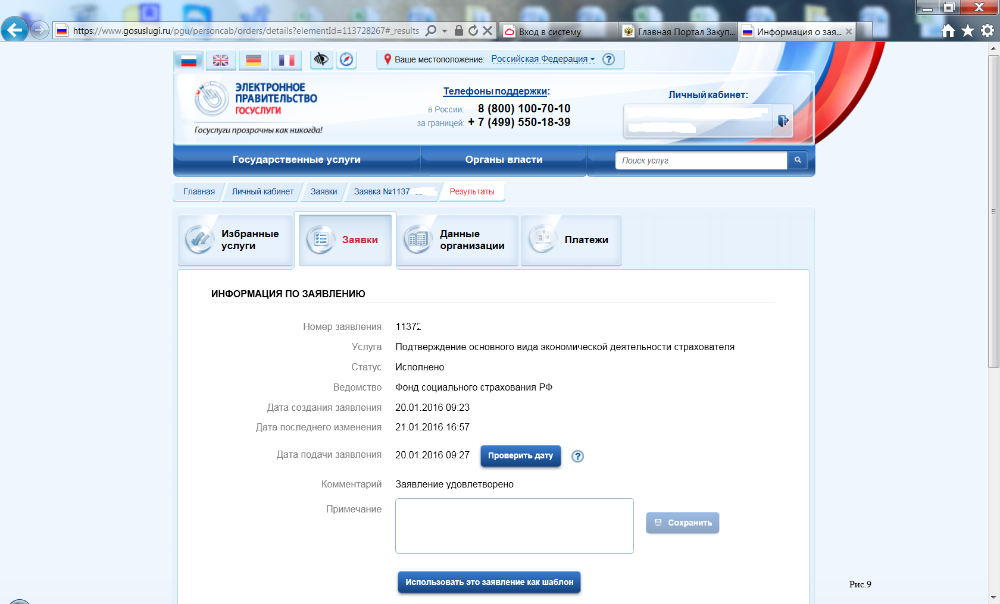 https://www.gosuslugi.ru/pgu/personcab/orders/details?elementId=113728267#_results
Вход в систему
Главная Портал Закуп...
Информация о зая...
Ваше местоположение: Российская Федерация
ЭЛЕКТРОННОЕ
ПРАВИТЕЛЬСТВО
ГОСУСЛУГИ
Госуслуги прозрачны как никогда!
Телефоны поддержки:
в России: 8 (800) 100-70-10
за границей: + 7 (499) 550-18-39
Личный кабинет:
Государственные услуги
Органы власти
Поиск услуг
Главная
Личный кабинет
Заявки
Заявка №1137
Результаты
Избранные
услуги
Заявки
Данные
организации
Платежи
ИНФОРМАЦИЯ ПО ЗАЯВЛЕНИЮ
Номер заявления 11372
Услуга Подтверждение основного вида экономической деятельности страхователя
Статус Исполнено
Ведомство Фонд социального страхования РФ
Дата создания заявления 20.01.2016 09:23
Дата последнего изменения 21.01.2016 16:57
Дата подачи заявления 20.01.2016 09:27 Проверить дату ?
Комментарий Заявление удовлетворено
Примечание
Сохранить
Использовать это заявление как шаблон
Рис.9